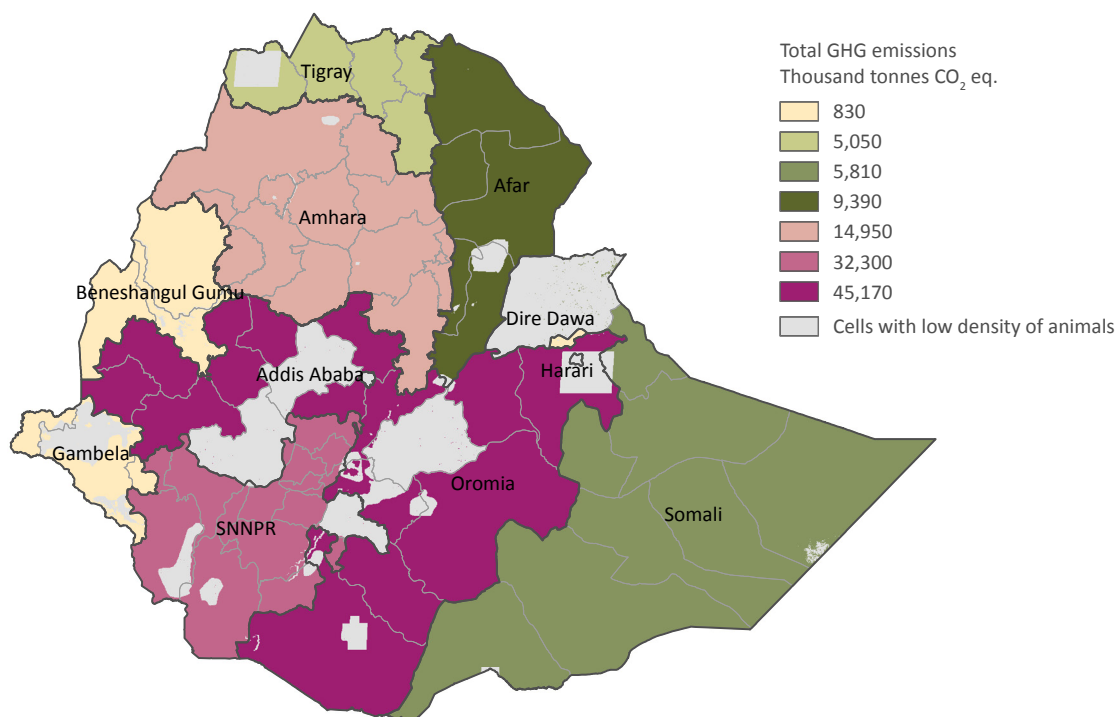 Total GHG emissions
Thousand tonnes CO₂ eq.
830
5,050
5,810
9,390
14,950
32,300
45,170
Cells with low density of animals
Tigray
Afar
Amhara
Beneshangul Gumu
Dire Dawa
Addis Ababa
Harari
Gambela
Oromia
SNNPR
Somali